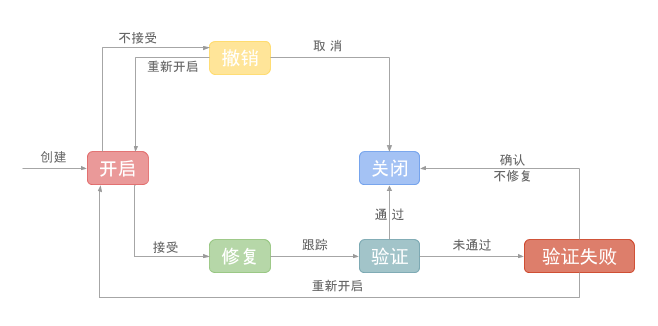 不接受
撤销
取 消
重新开启
创建
开启
关闭
确认
不修复
通 过
接受
修复
跟踪
验证
未通过
验证失败
重新开启